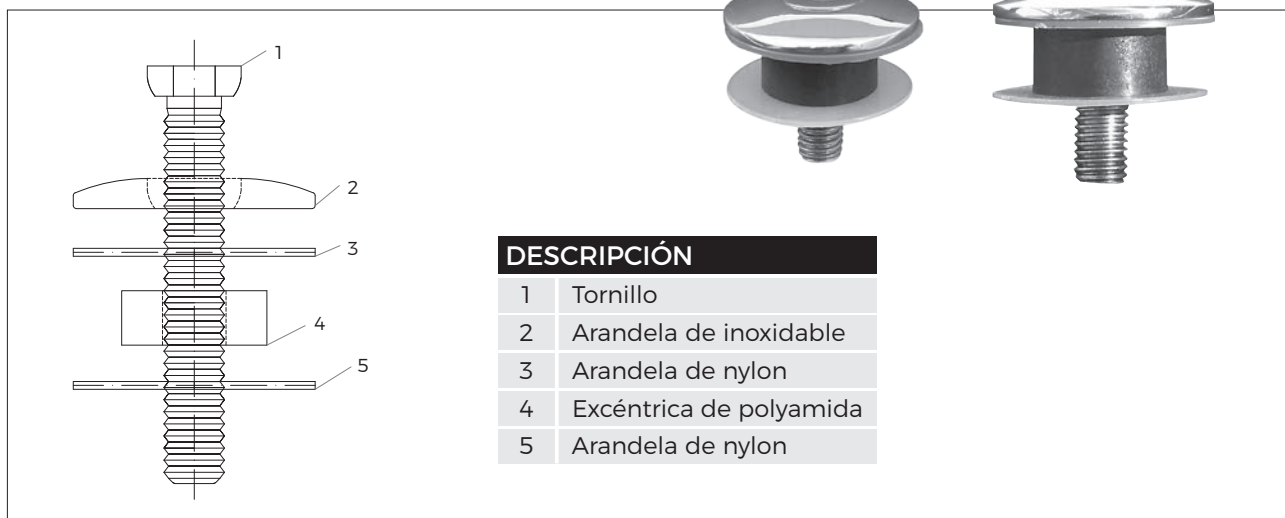 1
2
3
4
5
DESCRIPCIÓN
1 Tornillo
2 Arandela de inoxidable
3 Arandela de nylon
4 Excéntrica de polyamida
5 Arandela de nylon